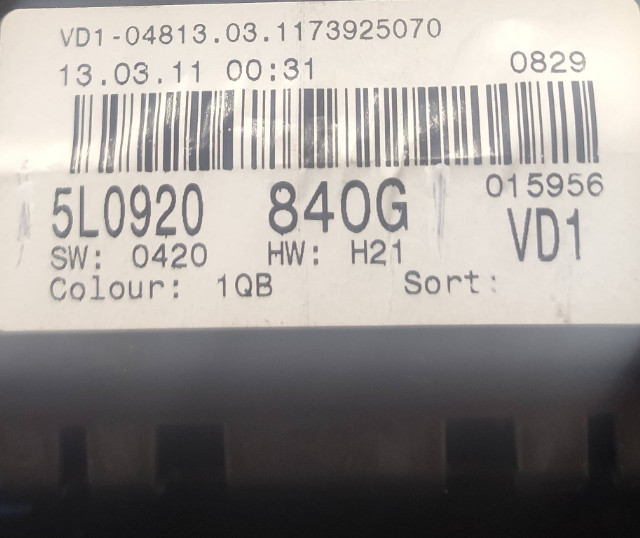 VD1-04813.03.1173925070
13.03.11 00:31 0829
015956
5L0920 840G VD1
SW: 0420 HW: H21
Colour: 1QB Sort: